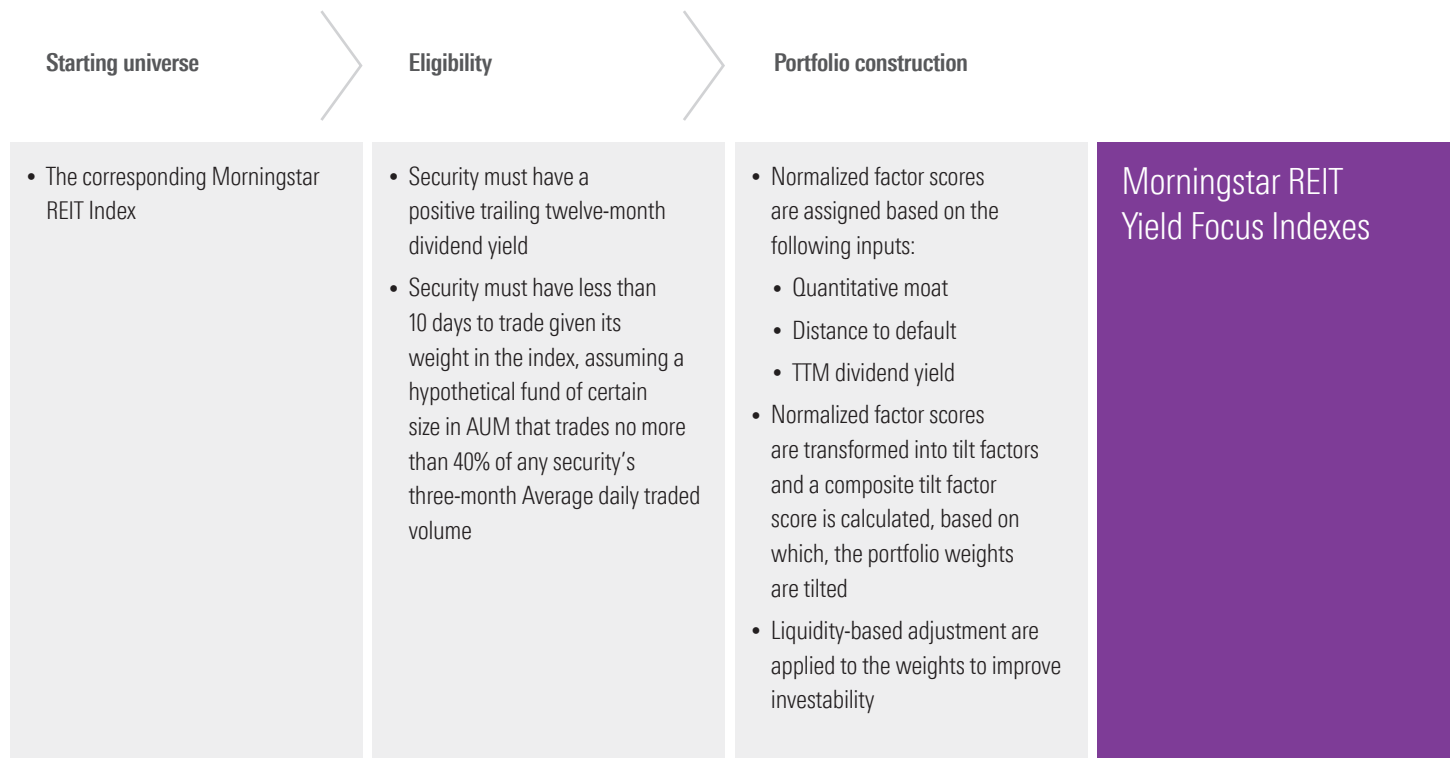 Starting universe
Eligibility
Portfolio construction
• The corresponding Morningstar
REIT Index
• Security must have a
positive trailing twelve-month
dividend yield
• Security must have less than
10 days to trade given its
weight in the index, assuming a
hypothetical fund of certain
size in AUM that trades no more
than 40% of any security’s
three-month Average daily traded
volume
• Normalized factor scores
are assigned based on the
following inputs:
• Quantitative moat
• Distance to default
• TTM dividend yield
• Normalized factor scores
are transformed into tilt factors
and a composite tilt factor
score is calculated, based on
which, the portfolio weights
are tilted
• Liquidity-based adjustment are
applied to the weights to improve
investability
Morningstar REIT
Yield Focus Indexes